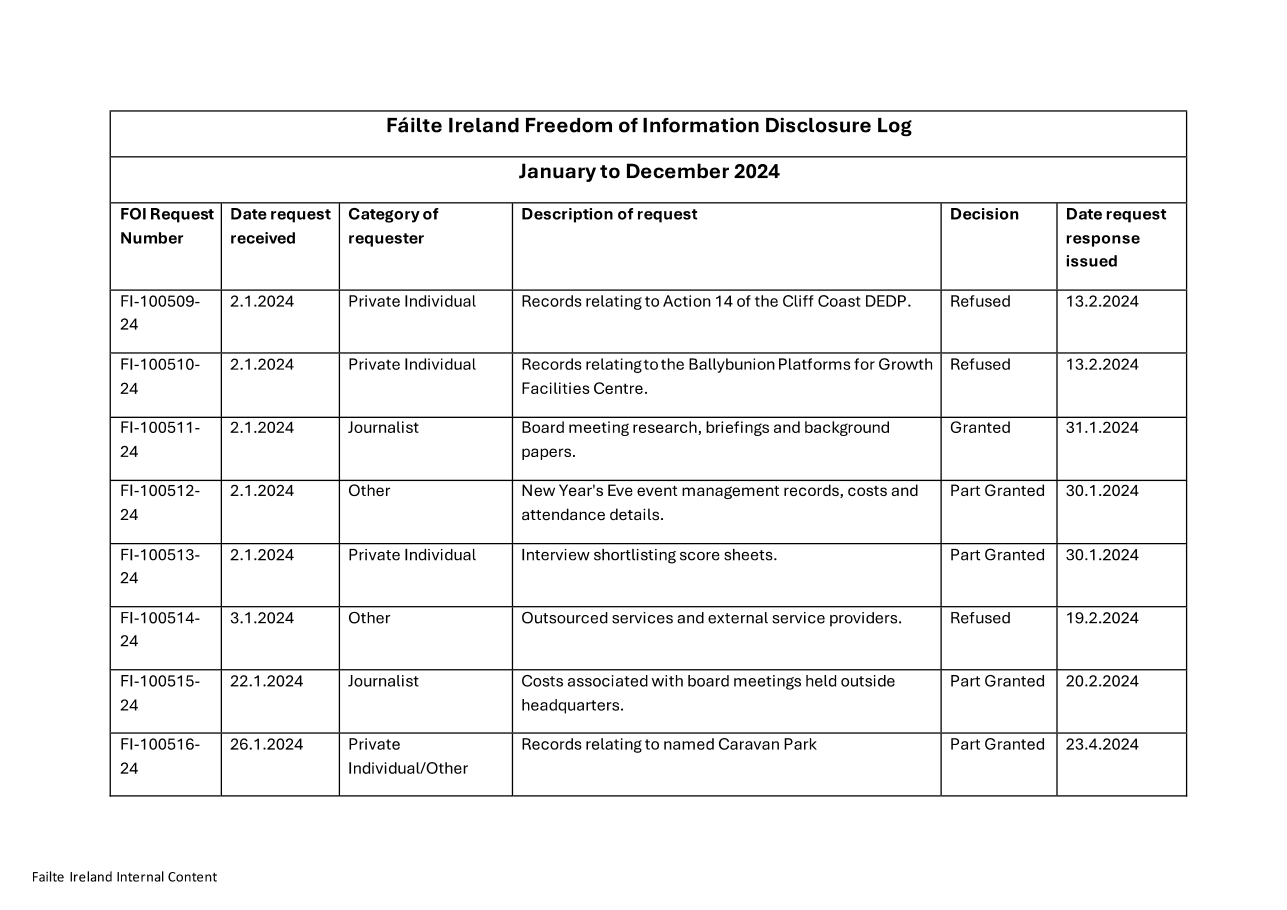 Fáilte Ireland Freedom of Information Disclosure Log
January to December 2024
FOI Request Number
Date request received
Category of requester
Description of request
Decision
Date request response issued
FI-100509-24
2.1.2024
Private Individual
Records relating to Action 14 of the Cliff Coast DEDP.
Refused
13.2.2024
FI-100510-24
2.1.2024
Private Individual
Records relating to the Ballybunion Platforms for Growth
Facilities Centre.
Refused
13.2.2024
FI-100511-24
2.1.2024
Journalist
Board meeting research, briefings and background
papers.
Granted
31.1.2024
FI-100512-24
2.1.2024
Other
New Year's Eve event management records, costs and
attendance details.
Part Granted
30.1.2024
FI-100513-24
2.1.2024
Private Individual
Interview shortlisting score sheets.
Part Granted
30.1.2024
FI-100514-24
3.1.2024
Other
Outsourced services and external service providers.
Refused
19.2.2024
FI-100515-24
22.1.2024
Journalist
Costs associated with board meetings held outside
headquarters.
Part Granted
20.2.2024
FI-100516-24
26.1.2024
Private
Individual/Other
Records relating to named Caravan Park
Part Granted
23.4.2024
Failte Ireland Internal Content